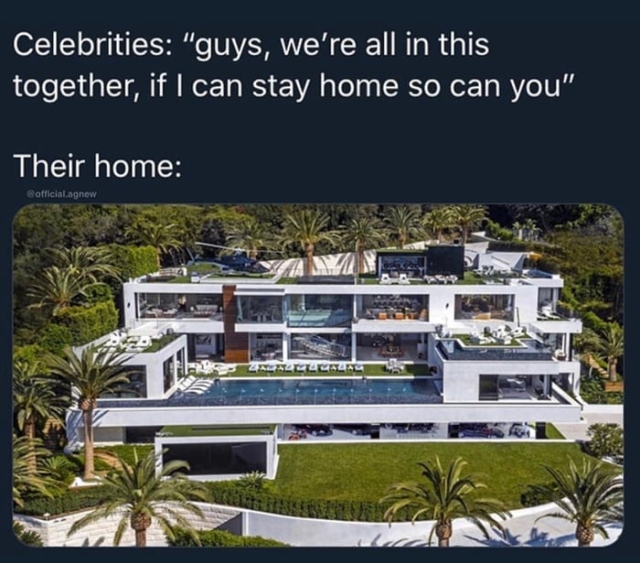 Celebrities: “guys, we’re all in this
together, if I can stay home so can you”
Their home:
@official.agnew